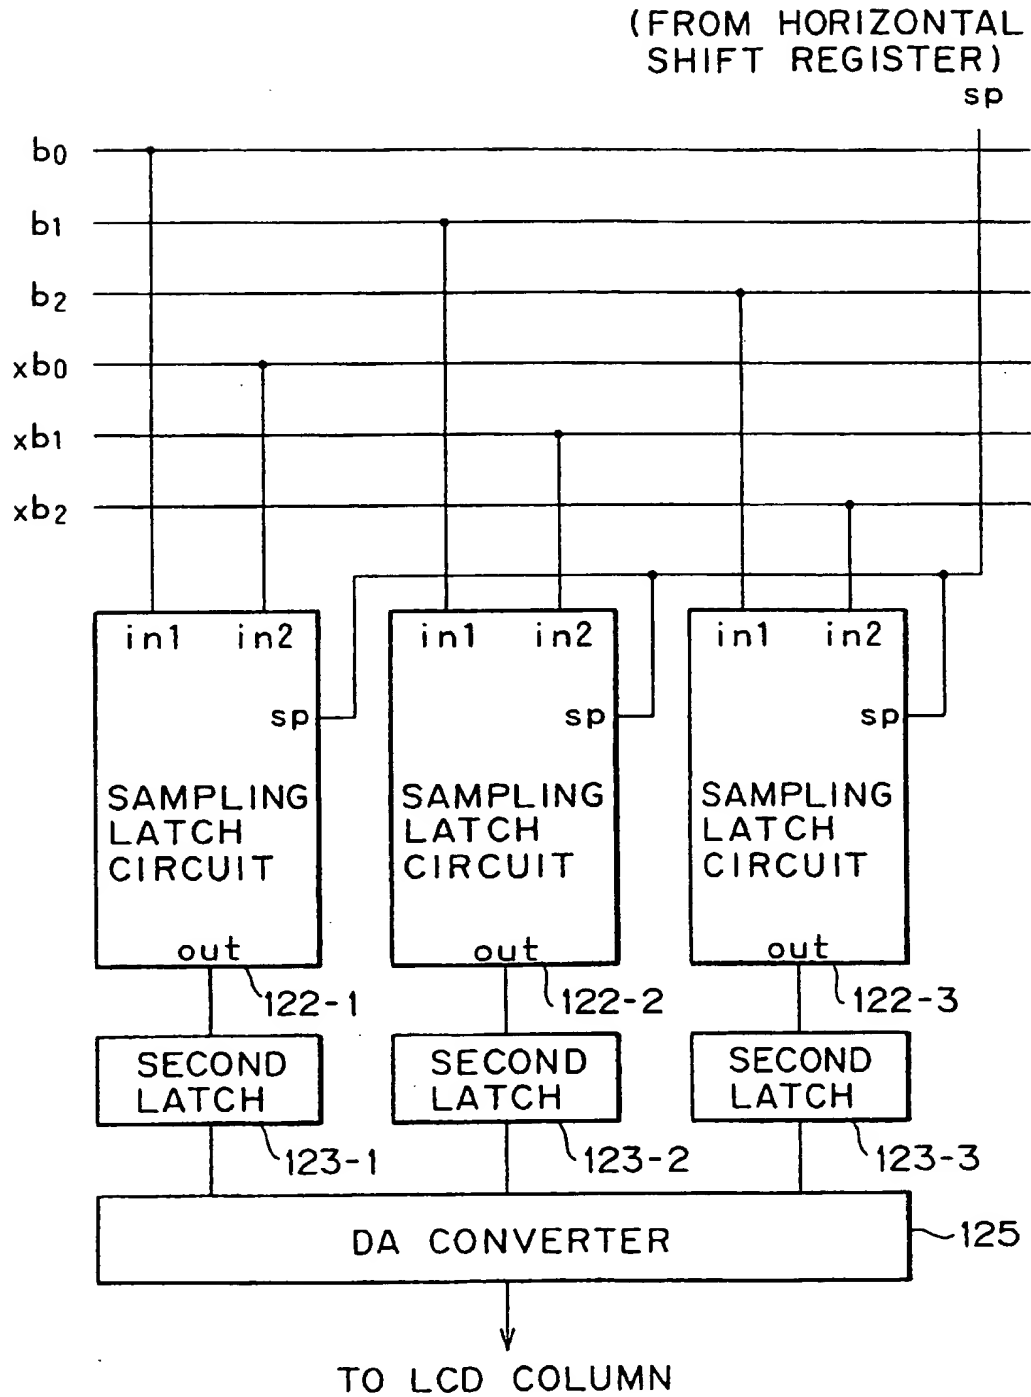 (FROM HORIZONTAL
SHIFT REGISTER)
sp
b0
b1
b2
xb0
xb1
xb2
in1 in2
in1 in2
in1 in2
sp
sp
sp
SAMPLING
LATCH
CIRCUIT
SAMPLING
LATCH
CIRCUIT
SAMPLING
LATCH
CIRCUIT
out
out
out
122-1
122-2
122-3
SECOND
LATCH
SECOND
LATCH
SECOND
LATCH
123-1
123-2
123-3
DA CONVERTER
125
TO LCD COLUMN